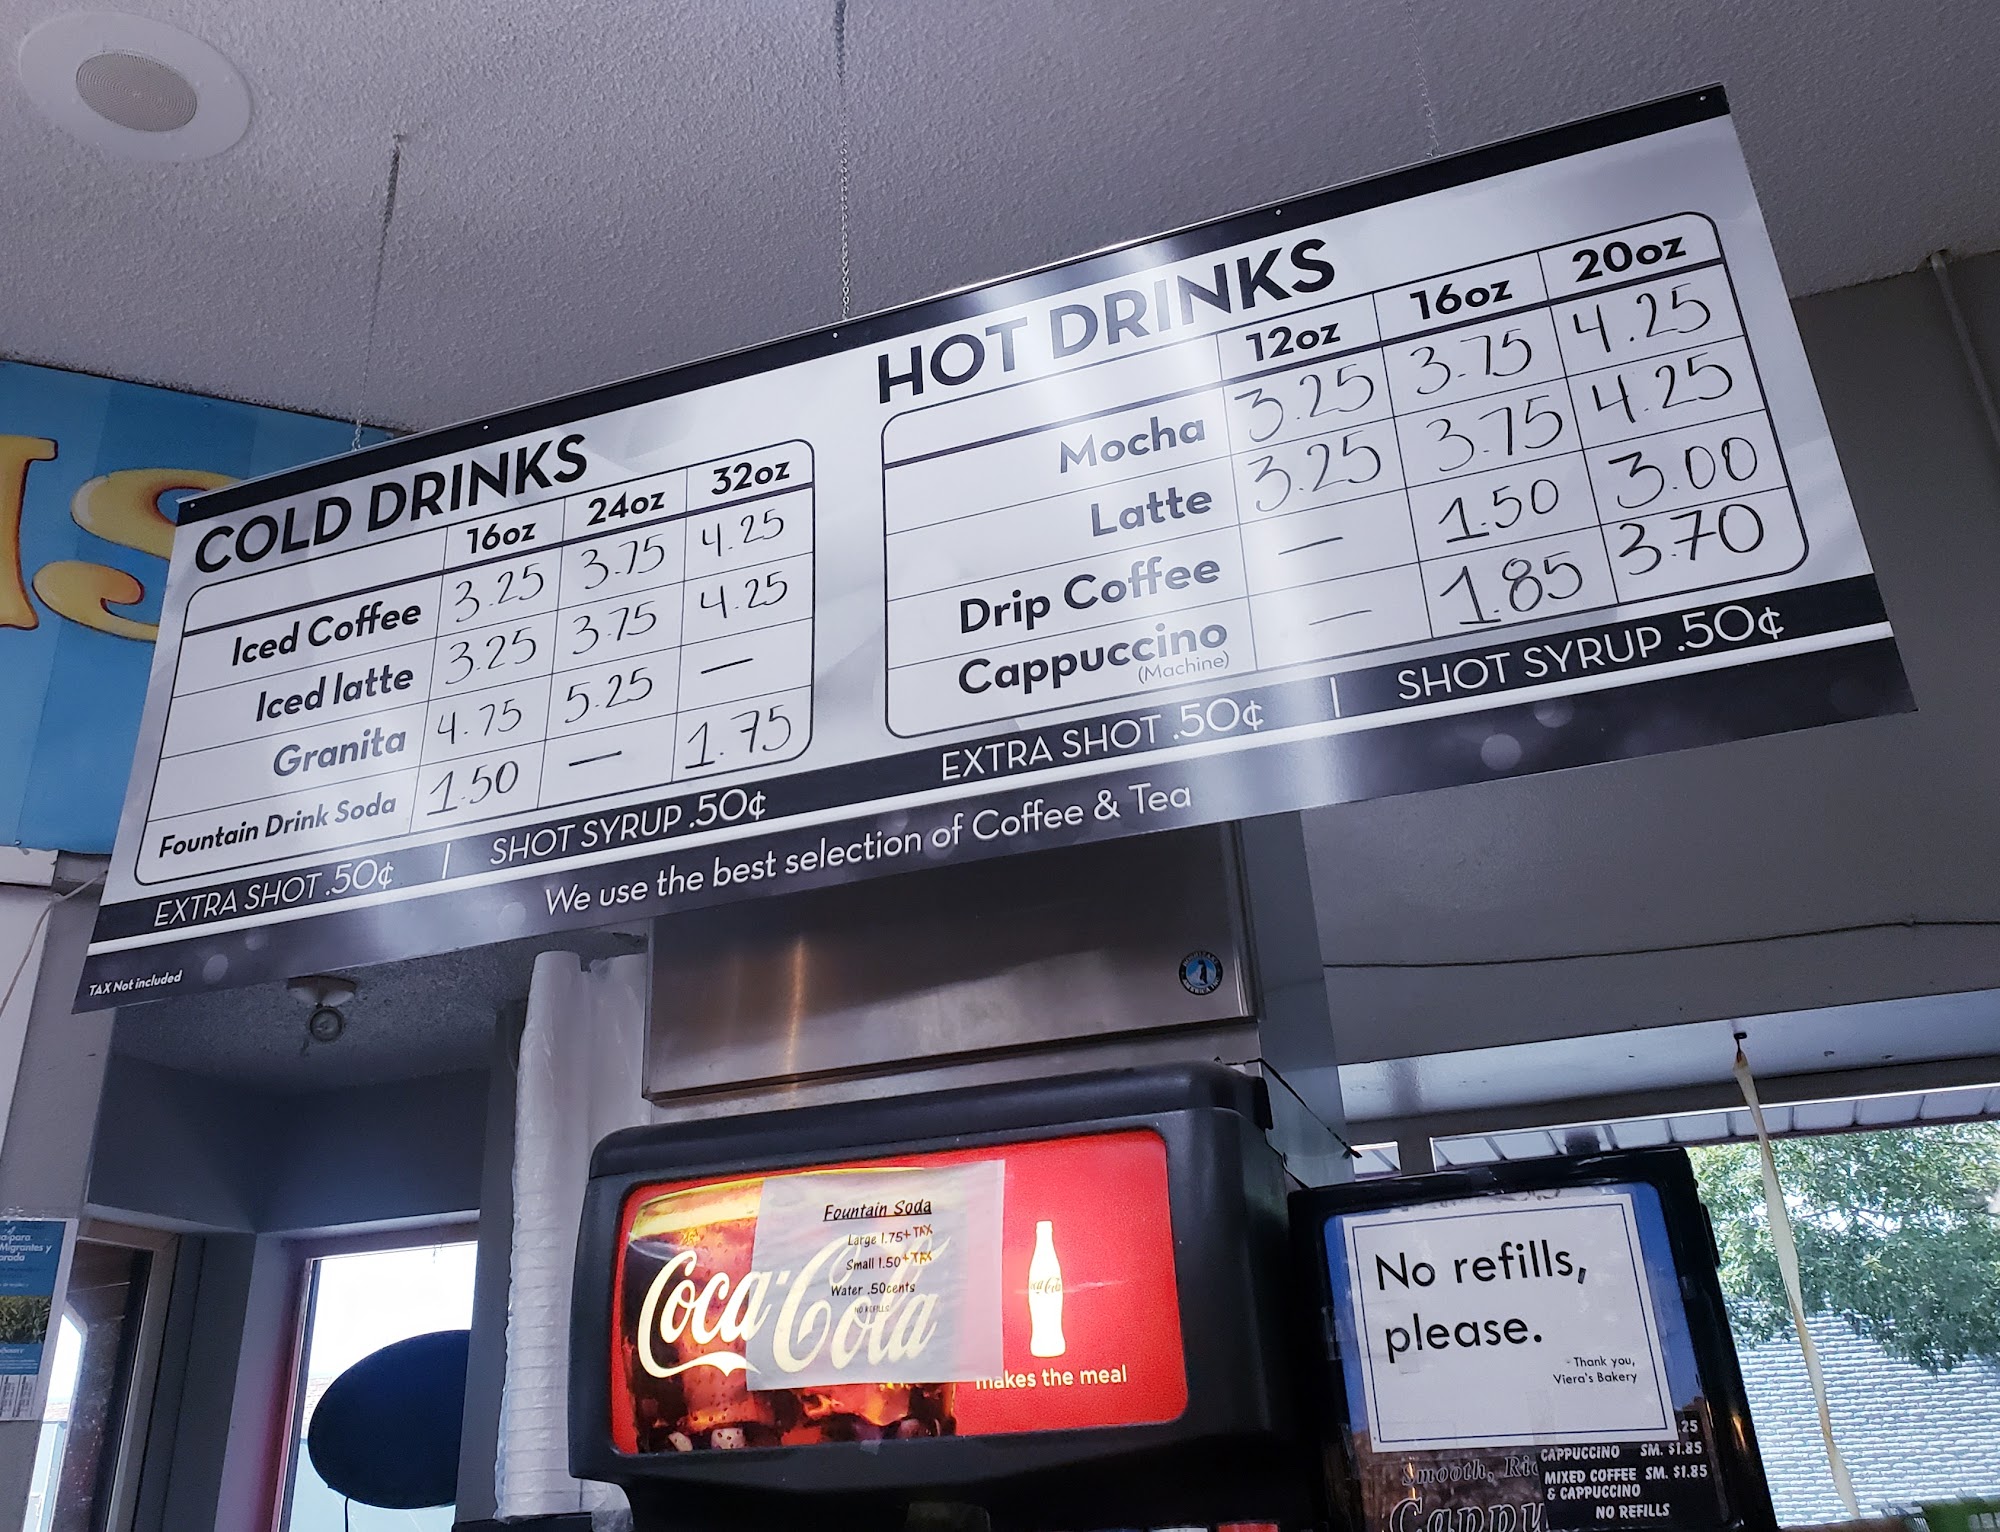 COLD DRINKS
16oz 24oz 32oz
Iced Coffee 3.25 3.75 4.25
Iced latte 3.25 3.75 4.25
Granita 4.75 5.25 —
Fountain Drink Soda 1.50 — 1.75
EXTRA SHOT .50¢ | SHOT SYRUP .50¢
HOT DRINKS
12oz 16oz 20oz
Mocha 3.25 3.75 4.25
Latte 3.25 3.75 4.25
Drip Coffee — 1.50 3.00
Cappuccino — 1.85 3.70
(Machine)
EXTRA SHOT .50¢ | SHOT SYRUP .50¢
We use the best selection of Coffee & Tea
TAX Not included
Fountain Soda
Large 1.75+TAX
Small 1.50+TAX
Water .50cents
NO REFILLS
Coca-Cola
Coca-Cola
makes the meal
No refills,
please.
- Thank you,
Viera's Bakery
.25
CAPPUCCINO SM. $1.85
MIXED COFFEE SM. $1.85
& CAPPUCCINO
NO REFILLS
Smooth,
para
Migrantes y